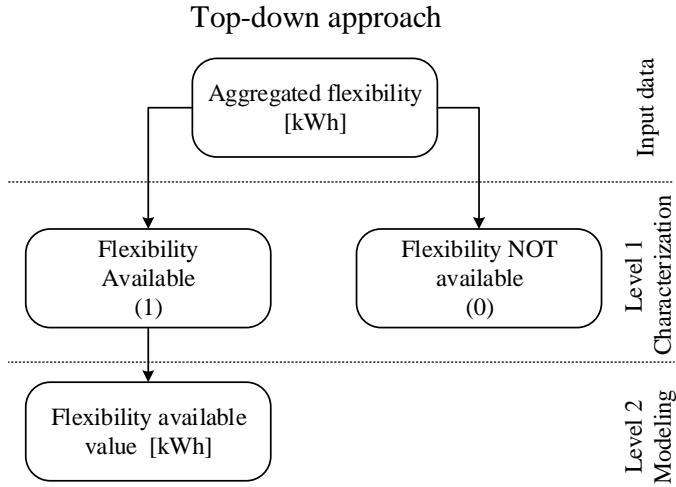 Top-down approach
Aggregated flexibility
[kWh]
Input data
Flexibility
Available
(1)
Flexibility NOT
available
(0)
Level 1
Characterization
Flexibility available
value [kWh]
Level 2
Modeling